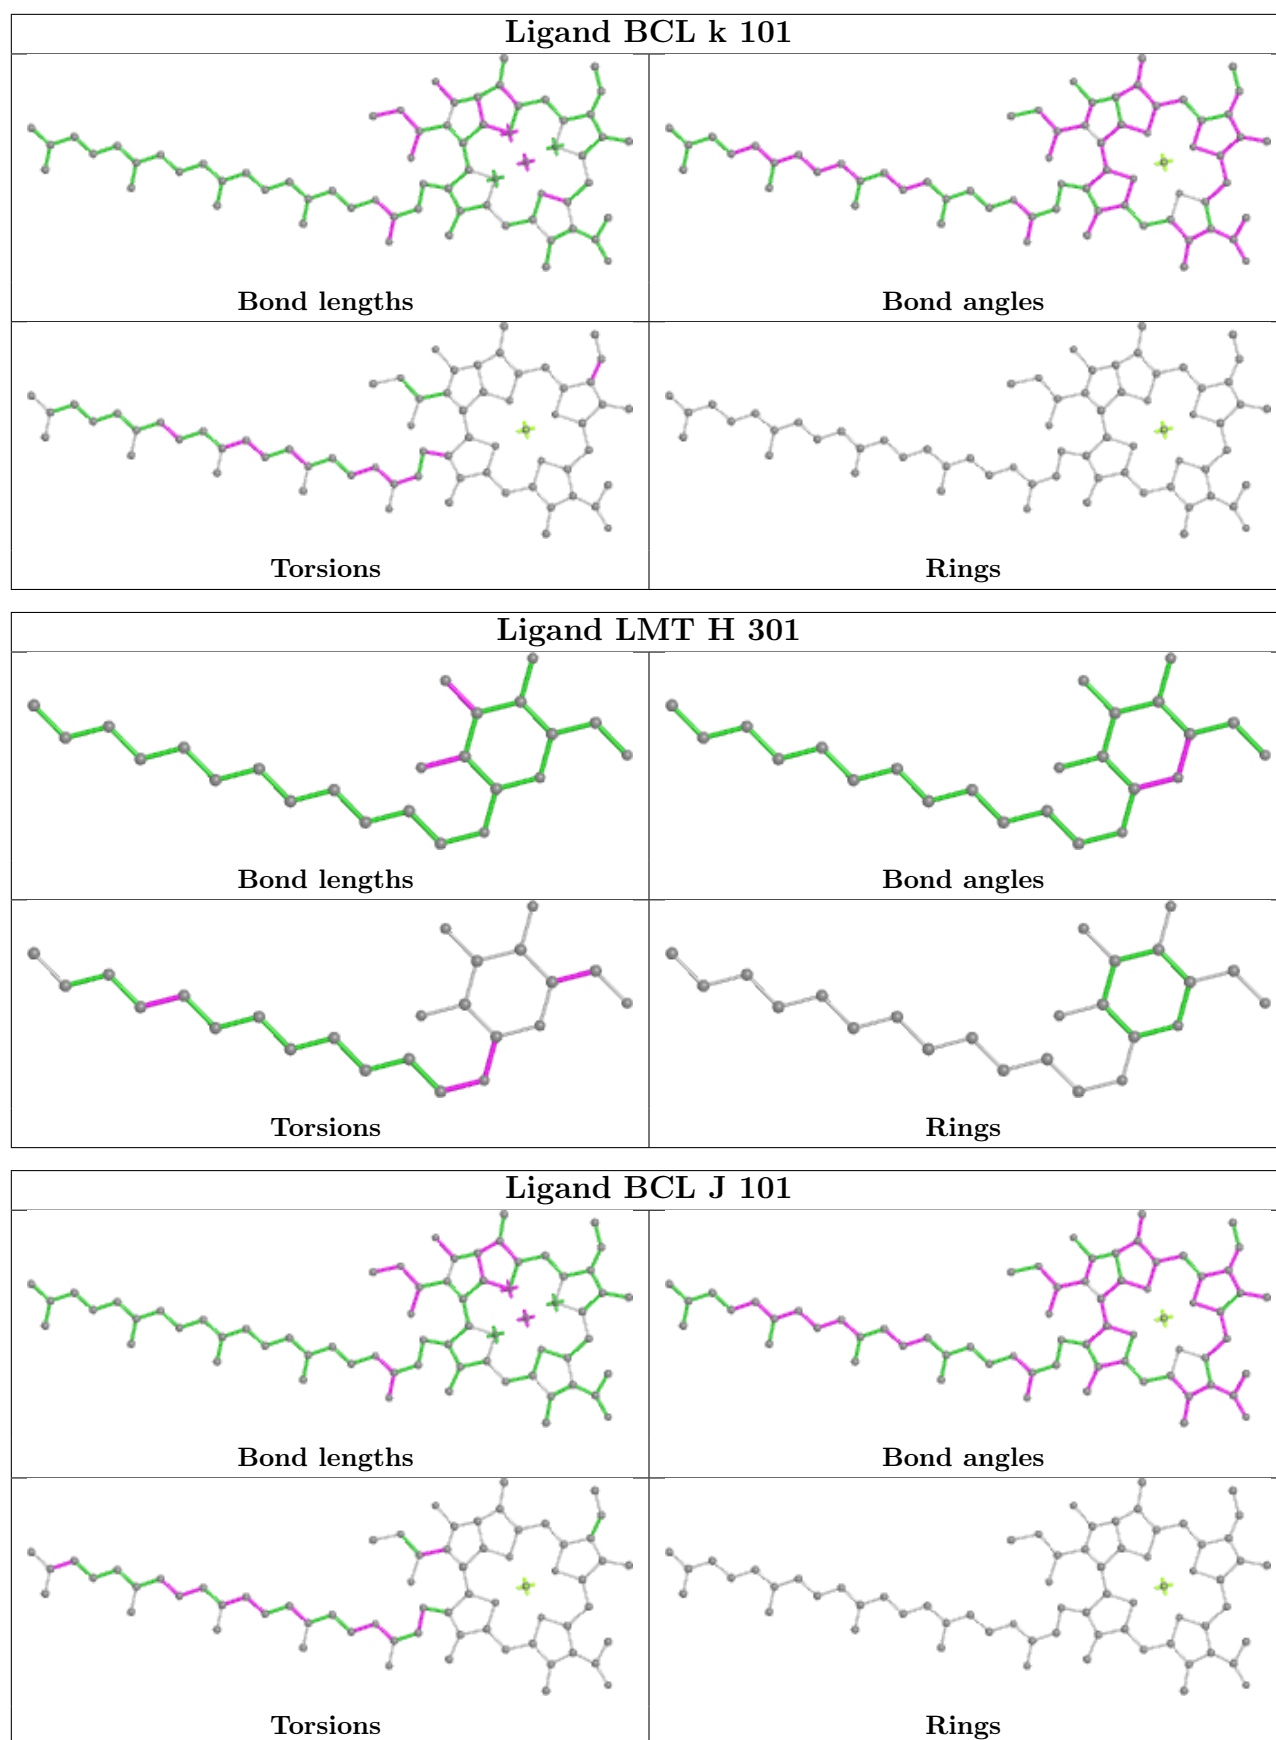 Ligand BCL k 101
Bond lengths
Bond angles
Torsions
Rings
Ligand LMT H 301
Bond lengths
Bond angles
Torsions
Rings
Ligand BCL J 101
Bond lengths
Bond angles
Torsions
Rings